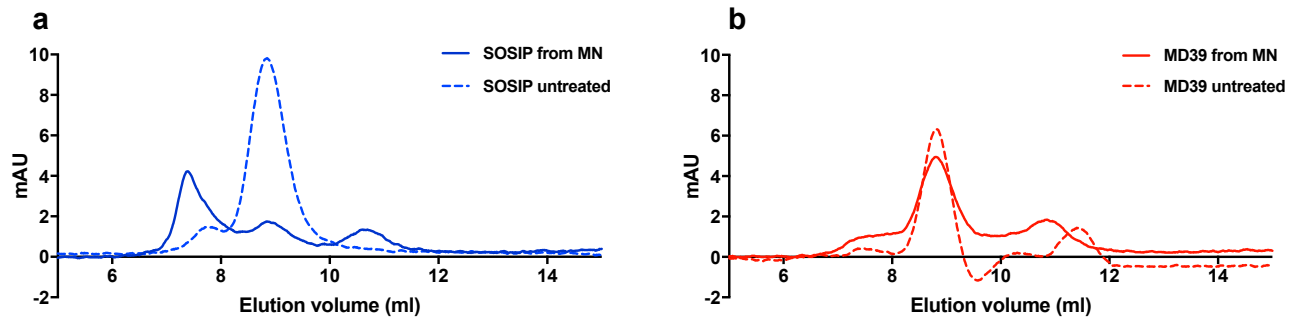 a
SOSIP from MN
SOSIP untreated
mAU
10
8
6
4
2
0
-2
6
8
10
12
14
Elution volume (ml)
b
MD39 from MN
MD39 untreated
mAU
10
8
6
4
2
0
-2
6
8
10
12
14
Elution volume (ml)